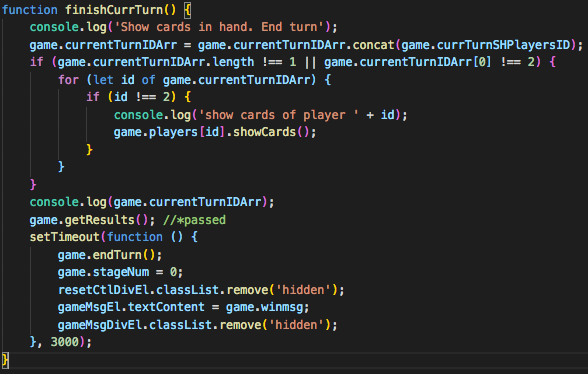 function finishCurrTurn() {
    console.log('Show cards in hand. End turn');
    game.currentTurnIDArr = game.currentTurnIDArr.concat(game.currTurnSHPlayersID);
    if (game.currentTurnIDArr.length !== 1 || game.currentTurnIDArr[0] !== 2) {
        for (let id of game.currentTurnIDArr) {
            if (id !== 2) {
                console.log('show cards of player ' + id);
                game.players[id].showCards();
            }
        }
    }
    console.log(game.currentTurnIDArr);
    game.getResults(); //*passed
    setTimeout(function () {
        game.endTurn();
        game.stageNum = 0;
        resetCtlDivEl.classList.remove('hidden');
        gameMsgEl.textContent = game.winmsg;
        gameMsgDivEl.classList.remove('hidden');
    }, 3000);
}